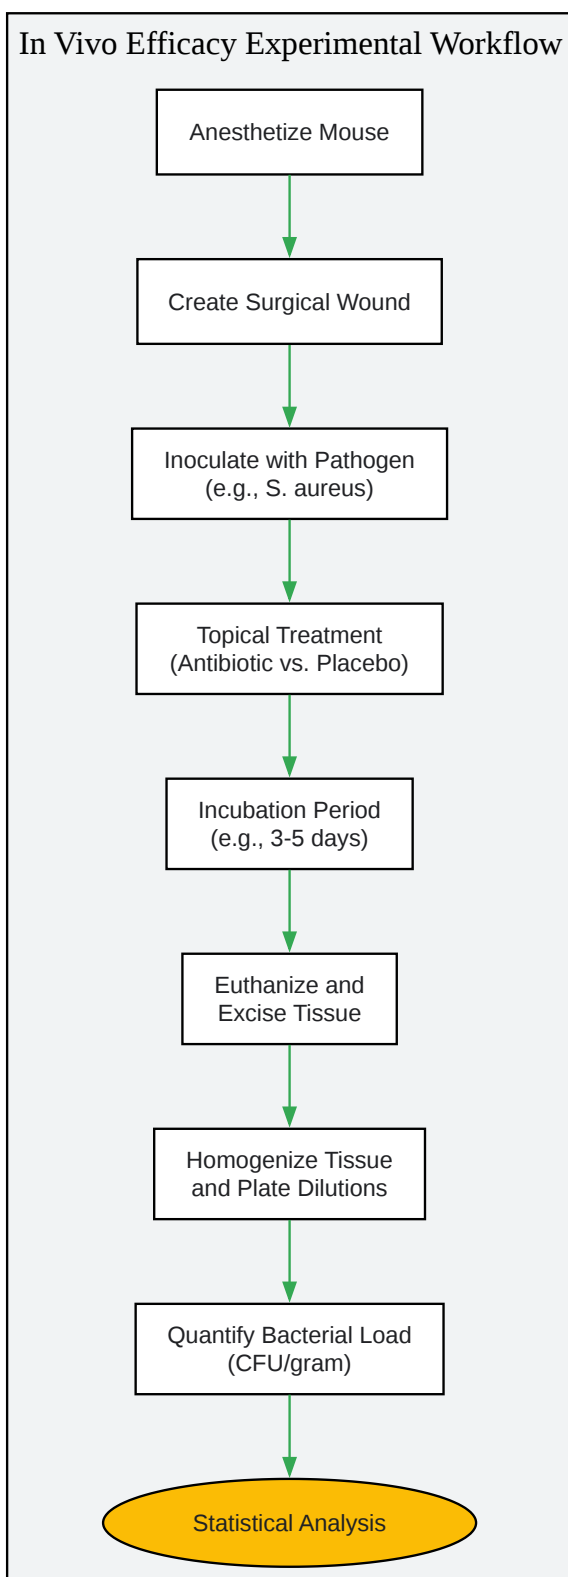 In Vivo Efficacy Experimental Workflow
Anesthetize Mouse
Create Surgical Wound
Inoculate with Pathogen
(e.g., S. aureus)
Topical Treatment
(Antibiotic vs. Placebo)
Incubation Period
(e.g., 3-5 days)
Euthanize and
Excise Tissue
Homogenize Tissue
and Plate Dilutions
Quantify Bacterial Load
(CFU/gram)
Statistical Analysis